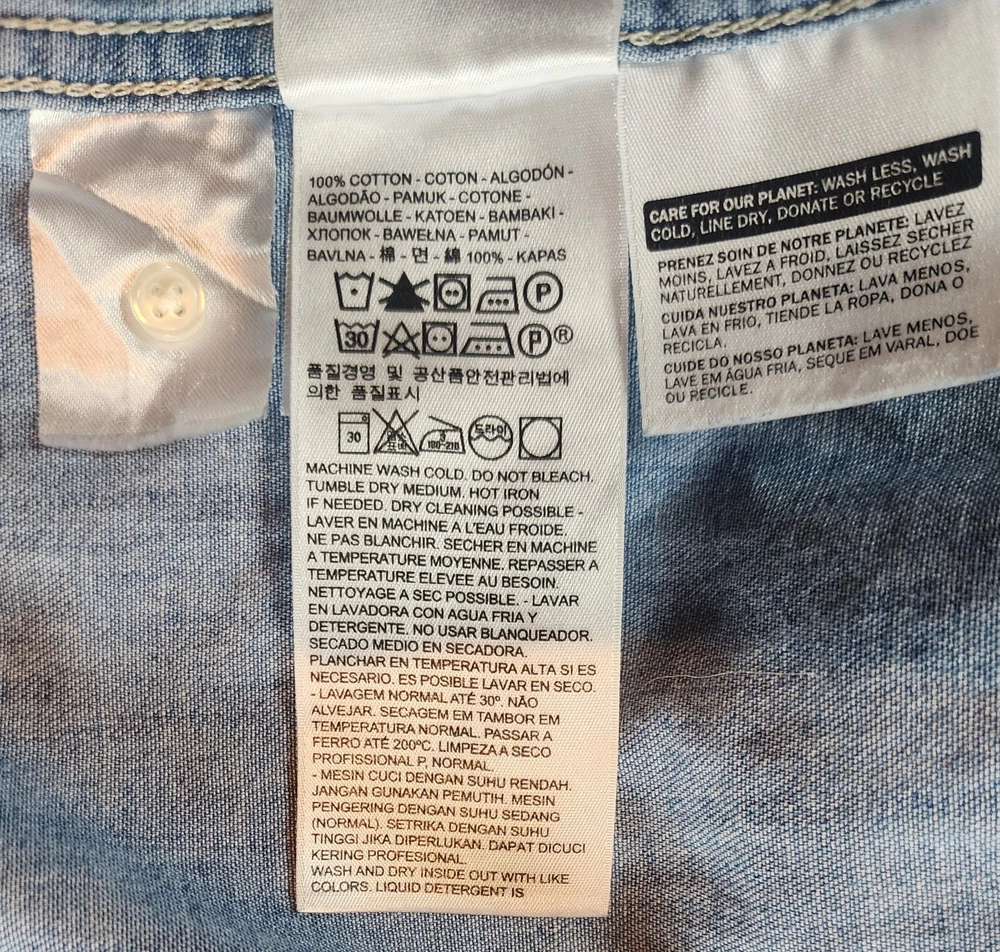 100% COTTON - COTON - ALGODÓN -
ALGODÃO - PAMUK - COTONE -
BAUMWOLLE - KATOEN - BAMBAKI -
ХЛОПОК - BAWEŁNA - PAMUT -
BAVLNA - 棉 - 면 - 綿 100% - KAPAS
P
30 P®
품질경영 및 공산품안전관리법에
의한 품질표시
30 3 180~210 드라이
MACHINE WASH COLD. DO NOT BLEACH.
TUMBLE DRY MEDIUM. HOT IRON
IF NEEDED. DRY CLEANING POSSIBLE -
LAVER EN MACHINE A L'EAU FROIDE.
NE PAS BLANCHIR. SECHER EN MACHINE
A TEMPERATURE MOYENNE. REPASSER A
TEMPERATURE ELEVEE AU BESOIN.
NETTOYAGE A SEC POSSIBLE. - LAVAR
EN LAVADORA CON AGUA FRIA Y
DETERGENTE. NO USAR BLANQUEADOR.
SECADO MEDIO EN SECADORA.
PLANCHAR EN TEMPERATURA ALTA SI ES
NECESARIO. ES POSIBLE LAVAR EN SECO.
- LAVAGEM NORMAL ATÉ 30º. NÃO
ALVEJAR. SECAGEM EM TAMBOR EM
TEMPERATURA NORMAL. PASSAR A
FERRO ATÉ 200ºC. LIMPEZA A SECO
PROFISSIONAL P, NORMAL.
- MESIN CUCI DENGAN SUHU RENDAH.
JANGAN GUNAKAN PEMUTIH. MESIN
PENGERING DENGAN SUHU SEDANG
(NORMAL). SETRIKA DENGAN SUHU
TINGGI JIKA DIPERLUKAN. DAPAT DICUCI
KERING PROFESIONAL.
WASH AND DRY INSIDE OUT WITH LIKE
COLORS. LIQUID DETERGENT IS
CARE FOR OUR PLANET: WASH LESS, WASH
COLD, LINE DRY, DONATE OR RECYCLE
PRENEZ SOIN DE NOTRE PLANETE: LAVEZ
MOINS, LAVEZ A FROID, LAISSEZ SECHER
NATURELLEMENT, DONNEZ OU RECYCLEZ
CUIDA NUESTRO PLANETA: LAVA MENOS,
LAVA EN FRIO, TIENDE LA ROPA, DONA O
RECICLA.
CUIDE DO NOSSO PLANETA: LAVE MENOS,
LAVE EM ÁGUA FRIA, SEQUE EM VARAL, DOE
OU RECICLE.